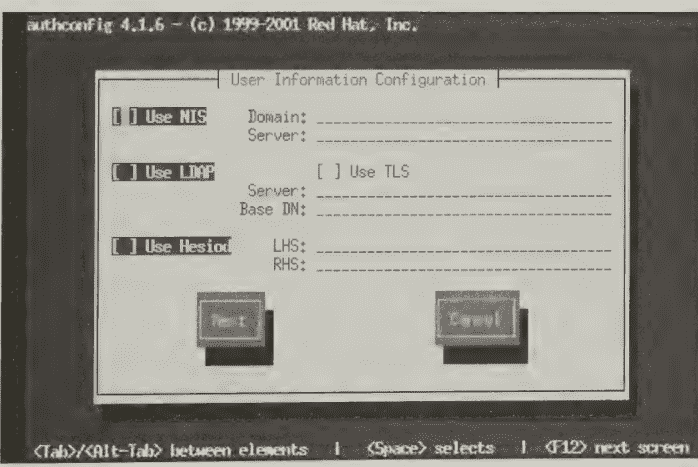 authconfig 4.1.6 - (c) 1999-2001 Red Hat, Inc.
User Information Configuration
[ ] Use NIS Domain:
Server:
[ ] Use LDAP [ ] Use TLS
Server:
Base DN:
[ ] Use Hesiod LHS:
RHS:
Next Cancel
<Tab>/<Alt-Tab> between elements | <Space> selects | <F12> next screen